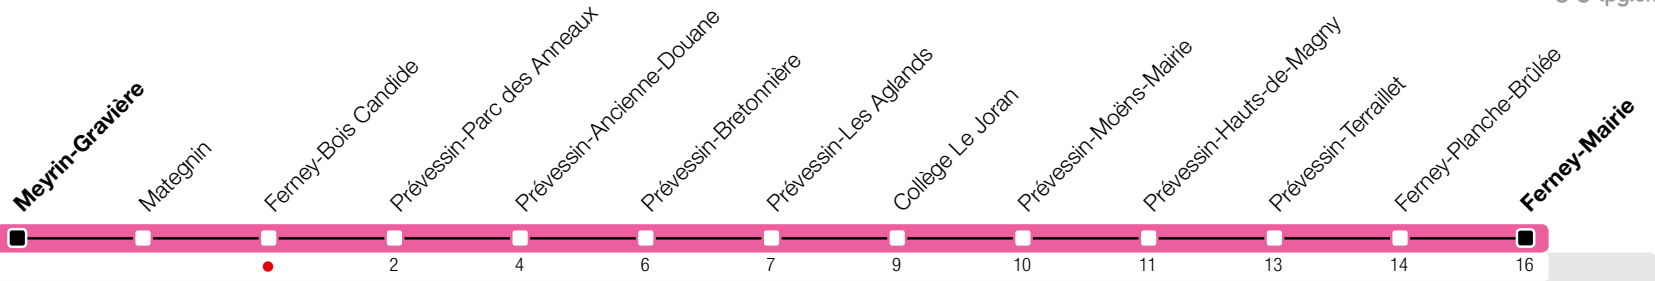 Meyrin-Gravière
Mategnin
Ferney-Bois Candide
Prévessin-Parc des Anneaux
Prévessin-Ancienne-Douane
Prévessin-Bretonnière
Prévessin-Les Aglands
Collège Le Joran
Prévessin-Moëns-Mairie
Prévessin-Hauts-de-Magny
Prévessin-Terraillet
Ferney-Planche-Brûlée
Ferney-Mairie
2 4 6 7 9 10 11 13 14 16